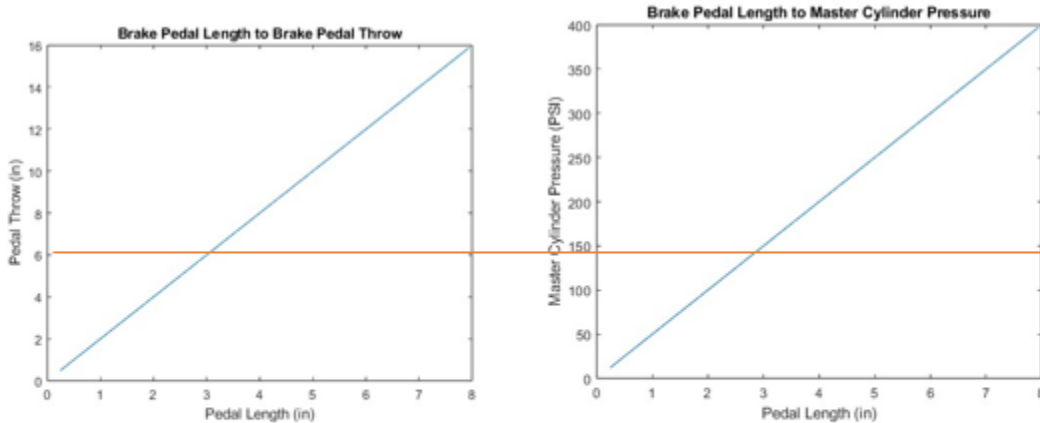 Brake Pedal Length to Brake Pedal Throw
16
14
12
10
8
6
4
2
0
Pedal Throw (in)
0 1 2 3 4 5 6 7 8
Pedal Length (in)
Brake Pedal Length to Master Cylinder Pressure
400
350
300
250
200
150
100
50
0
Master Cylinder Pressure (PSI)
0 1 2 3 4 5 6 7 8
Pedal Length (in)